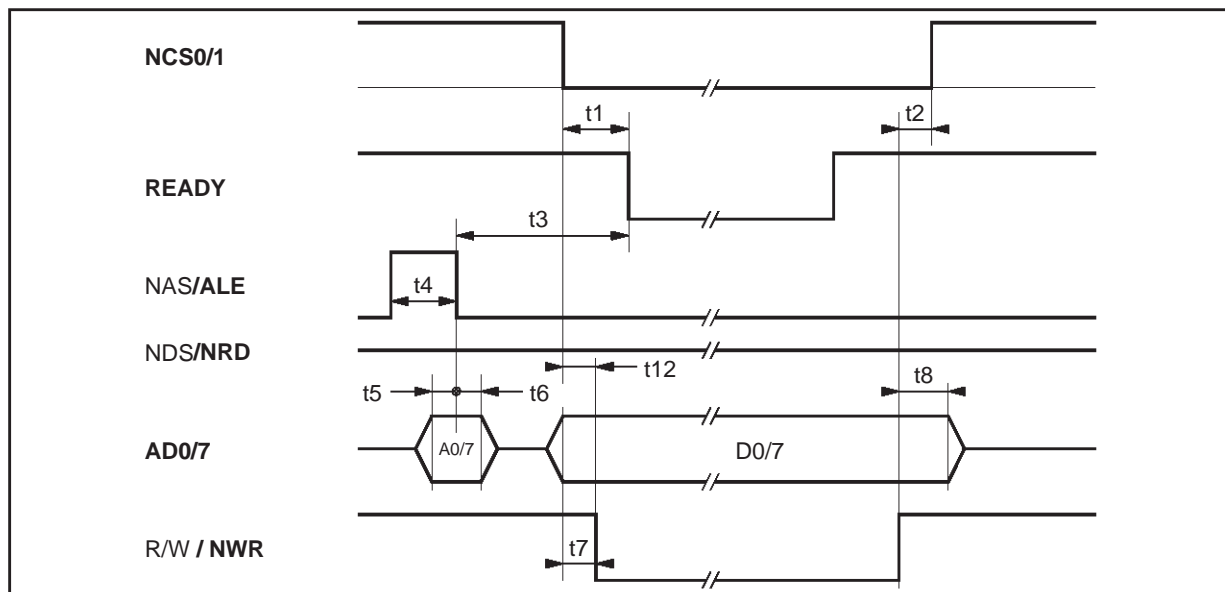 NCS0/1
t1
t2
READY
t3
NAS/ALE
t4
NDS/NRD
t12
t5
t6
t8
AD0/7
A0/7
D0/7
R/W / NWR
t7